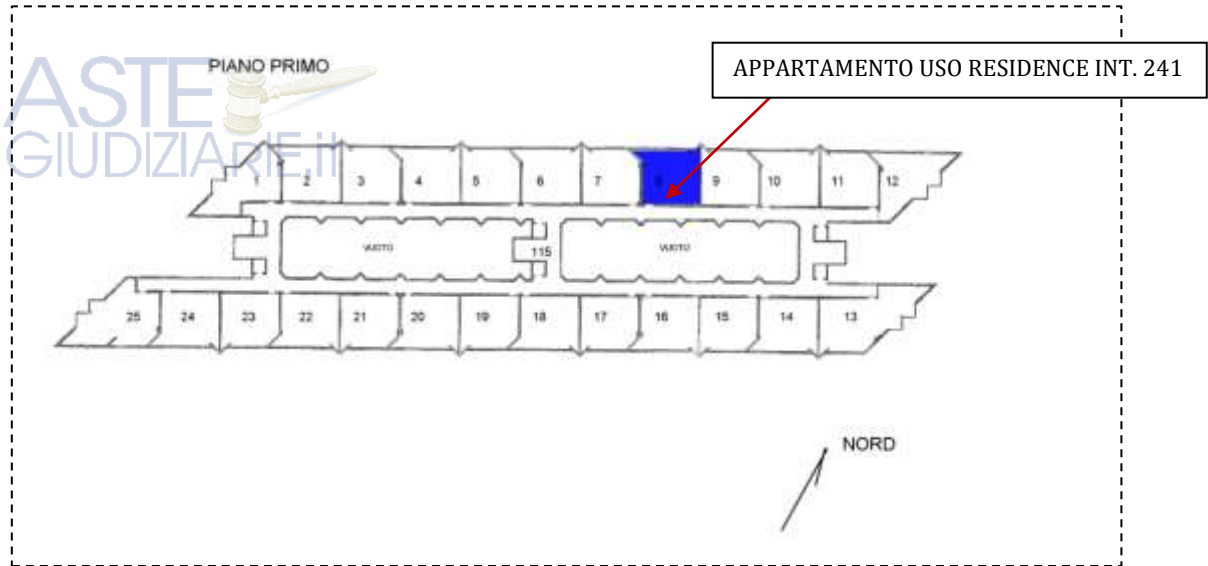 ASTE
GIUDIZIARIE.it
PIANO PRIMO
APPARTAMENTO USO RESIDENCE INT. 241
1 2 3 4 5 6 7 8 9 10 11 12
VUOTO 115 VUOTO
25 24 23 22 21 20 19 18 17 16 15 14 13
NORD